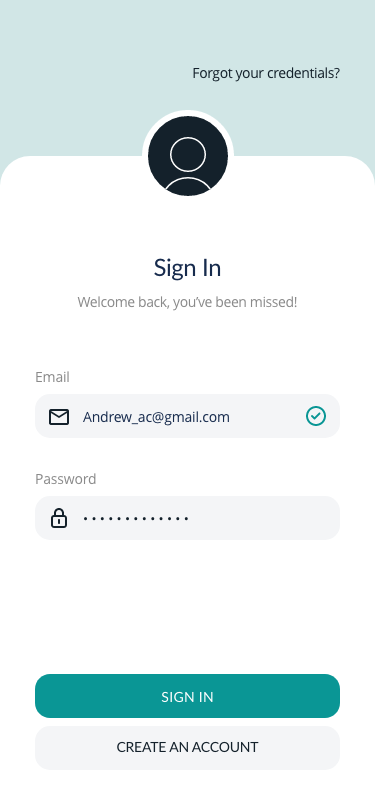 Forgot your credentials?
Sign In
Welcome back, you've been missed!
Email
Andrew_ac@gmail.com
Password
•••••••••••••
SIGN IN
CREATE AN ACCOUNT